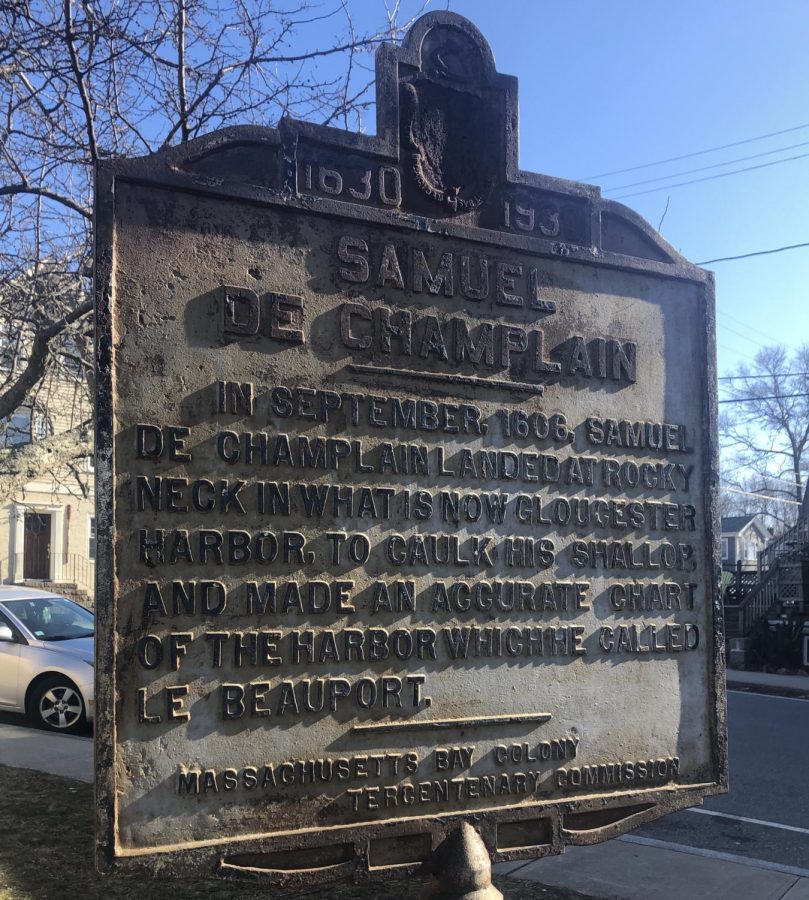 1630 193
SAMUEL
DE CHAMPLAIN
IN SEPTEMBER, 1606, SAMUEL
DE CHAMPLAIN LANDED AT ROCKY
NECK IN WHAT IS NOW GLOUCESTER
HARBOR, TO CAULK HIS SHALLOP,
AND MADE AN ACCURATE CHART
OF THE HARBOR WHICH HE CALLED
LE BEAUPORT.
MASSACHUSETTS BAY COLONY
TERCENTENARY COMMISSION